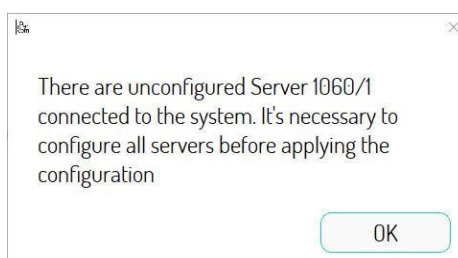 There are unconfigured Server 1060/1
connected to the system. It's necessary to
configure all servers before applying the
configuration
OK